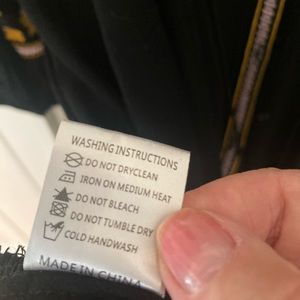 WASHING INSTRUCTIONS
DO NOT DRYCLEAN
IRON ON MEDIUM HEAT
DO NOT BLEACH
DO NOT TUMBLE DRY
COLD HANDWASH
MADE IN CHINA